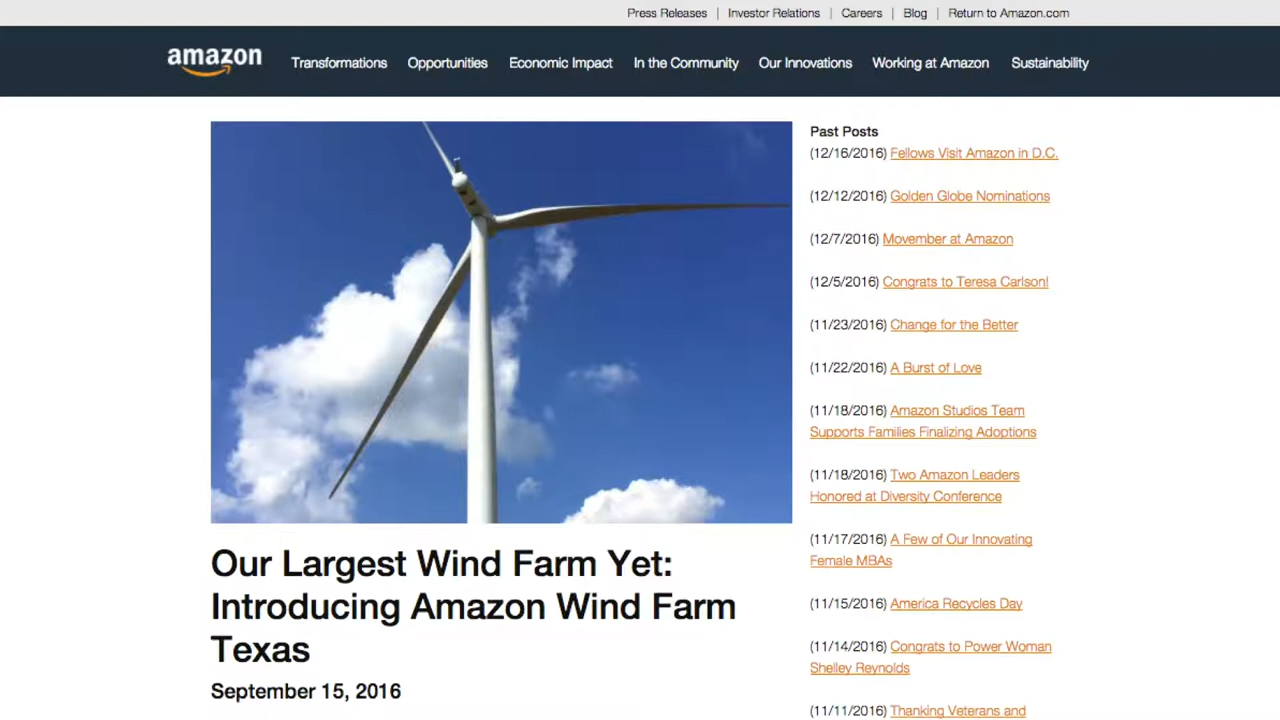 Press Releases | Investor Relations | Careers | Blog | Return to Amazon.com
amazon Transformations Opportunities Economic Impact In the Community Our Innovations Working at Amazon Sustainability
Our Largest Wind Farm Yet:
Introducing Amazon Wind Farm
Texas
September 15, 2016
Past Posts
(12/16/2016) Fellows Visit Amazon in D.C.
(12/12/2016) Golden Globe Nominations
(12/7/2016) Movember at Amazon
(12/5/2016) Congrats to Teresa Carlson!
(11/23/2016) Change for the Better
(11/22/2016) A Burst of Love
(11/18/2016) Amazon Studios Team
Supports Families Finalizing Adoptions
(11/18/2016) Two Amazon Leaders
Honored at Diversity Conference
(11/17/2016) A Few of Our Innovating
Female MBAs
(11/15/2016) America Recycles Day
(11/14/2016) Congrats to Power Woman
Shelley Reynolds
(11/11/2016) Thanking Veterans and